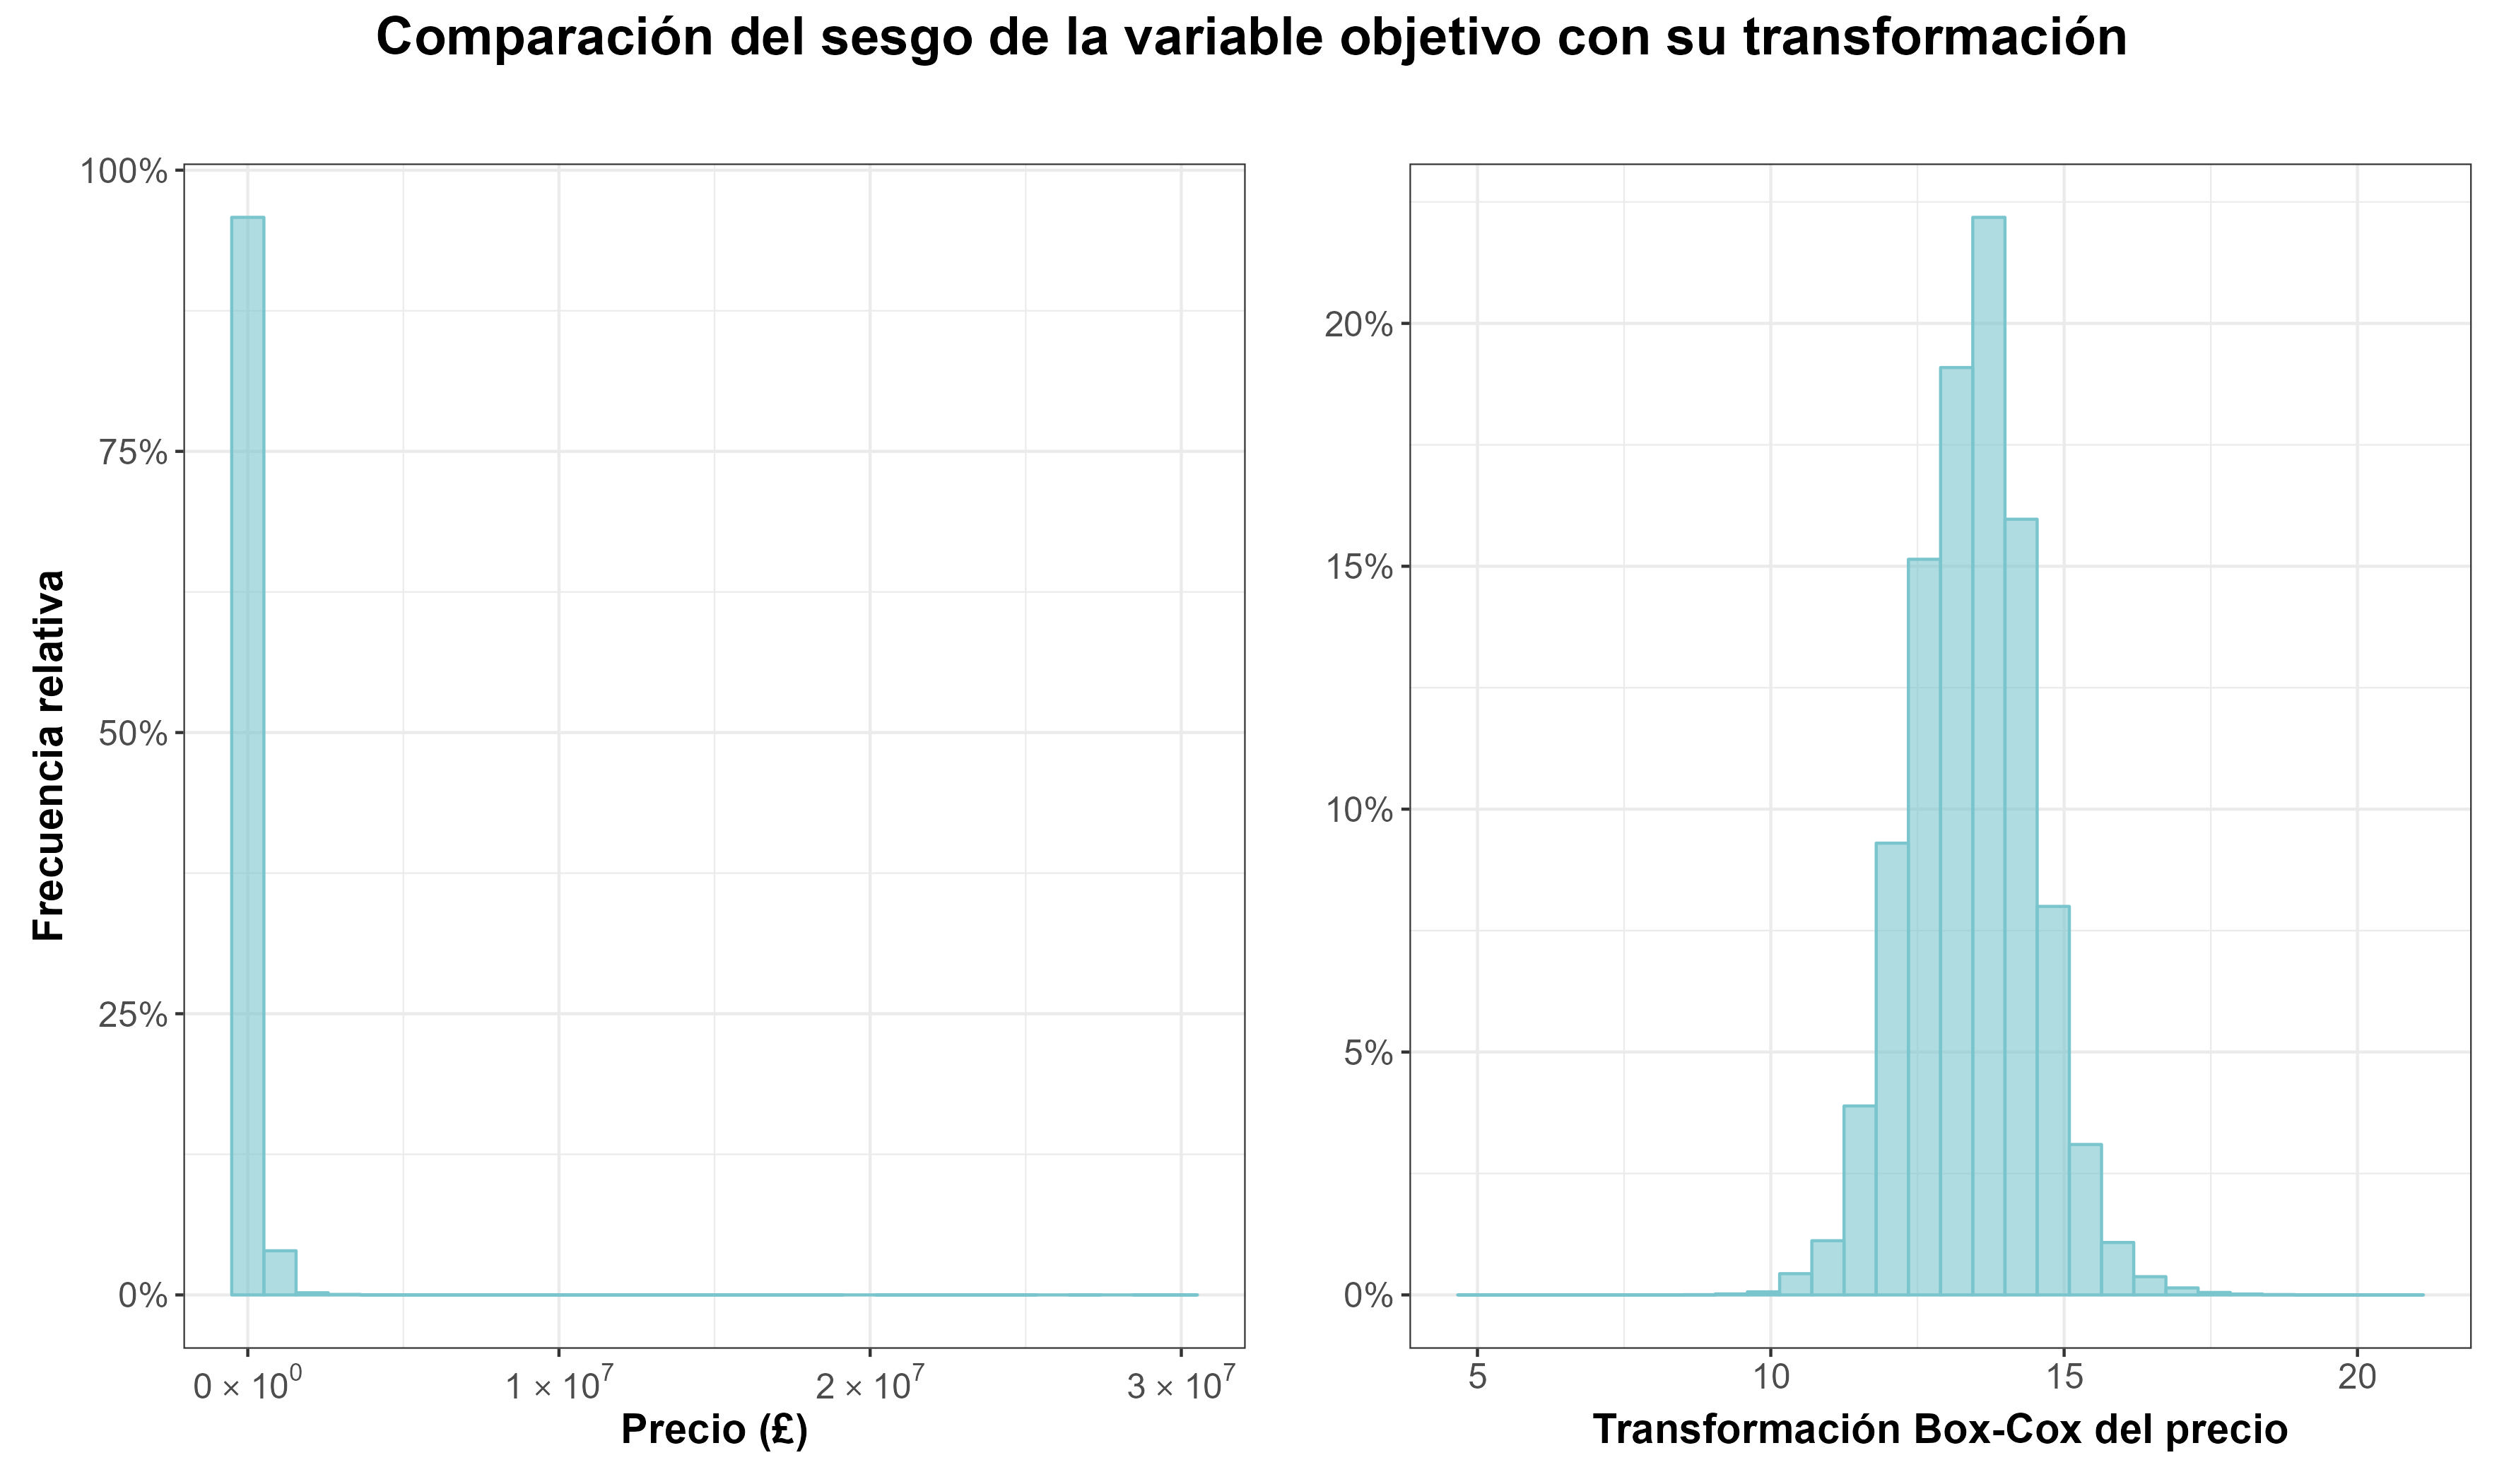 Comparación del sesgo de la variable objetivo con su transformación
Frecuencia relativa
100%
75%
50%
25%
0%
0 × 10⁰
1 × 10⁷
2 × 10⁷
3 × 10⁷
Precio (£)
20%
15%
10%
5%
0%
5
10
15
20
Transformación Box-Cox del precio